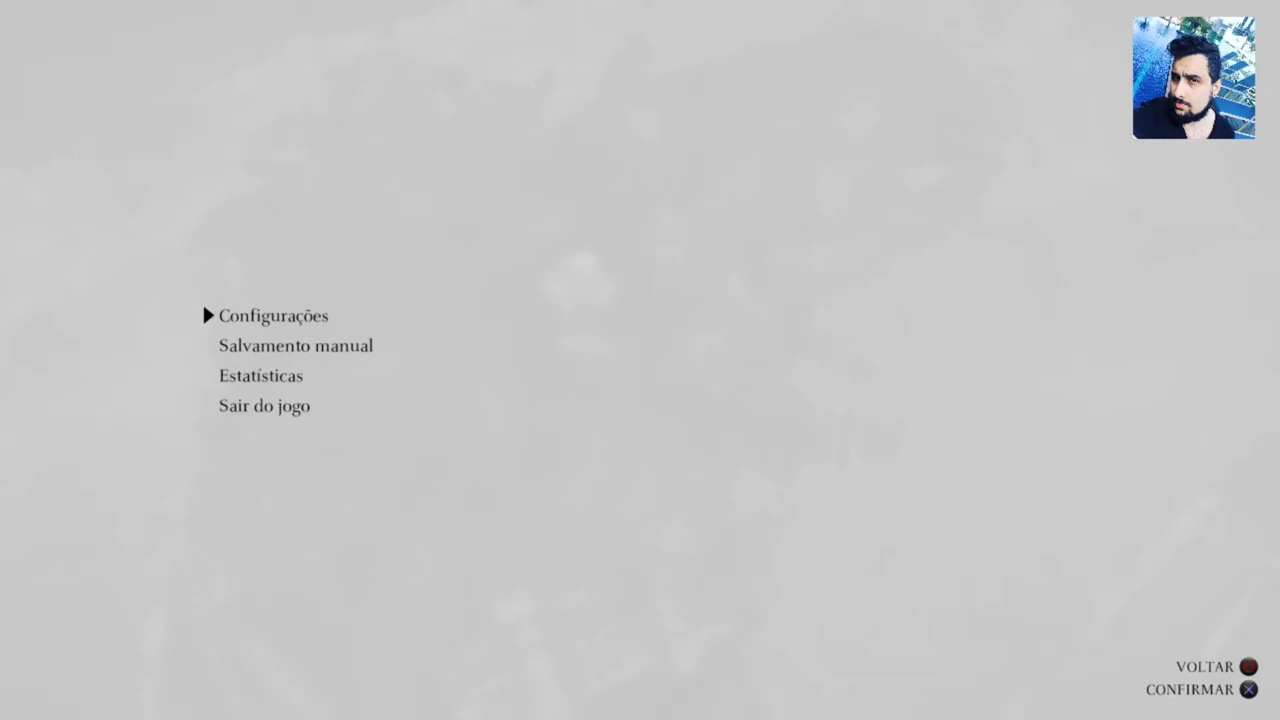 Configurações
Salvamento manual
Estatísticas
Sair do jogo
VOLTAR
CONFIRMAR